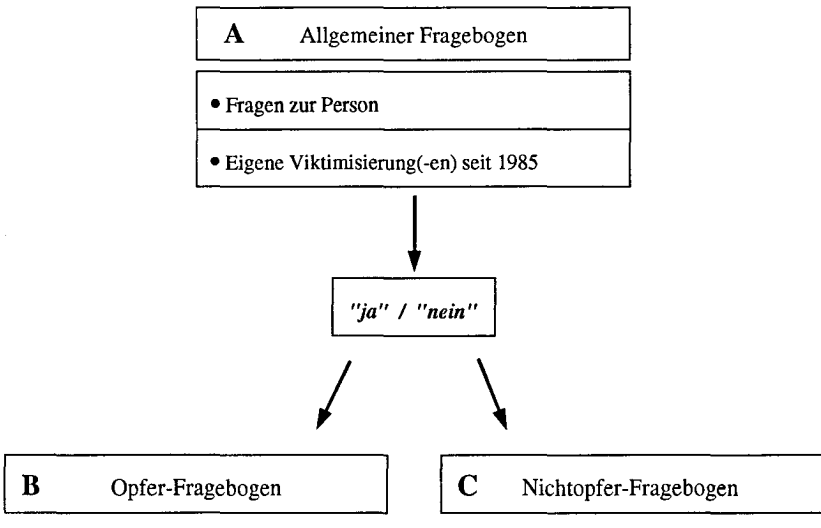 A Allgemeiner Fragebogen
• Fragen zur Person
• Eigene Viktimisierung(-en) seit 1985
"ja" / "nein"
B Opfer-Fragebogen
C Nichtopfer-Fragebogen